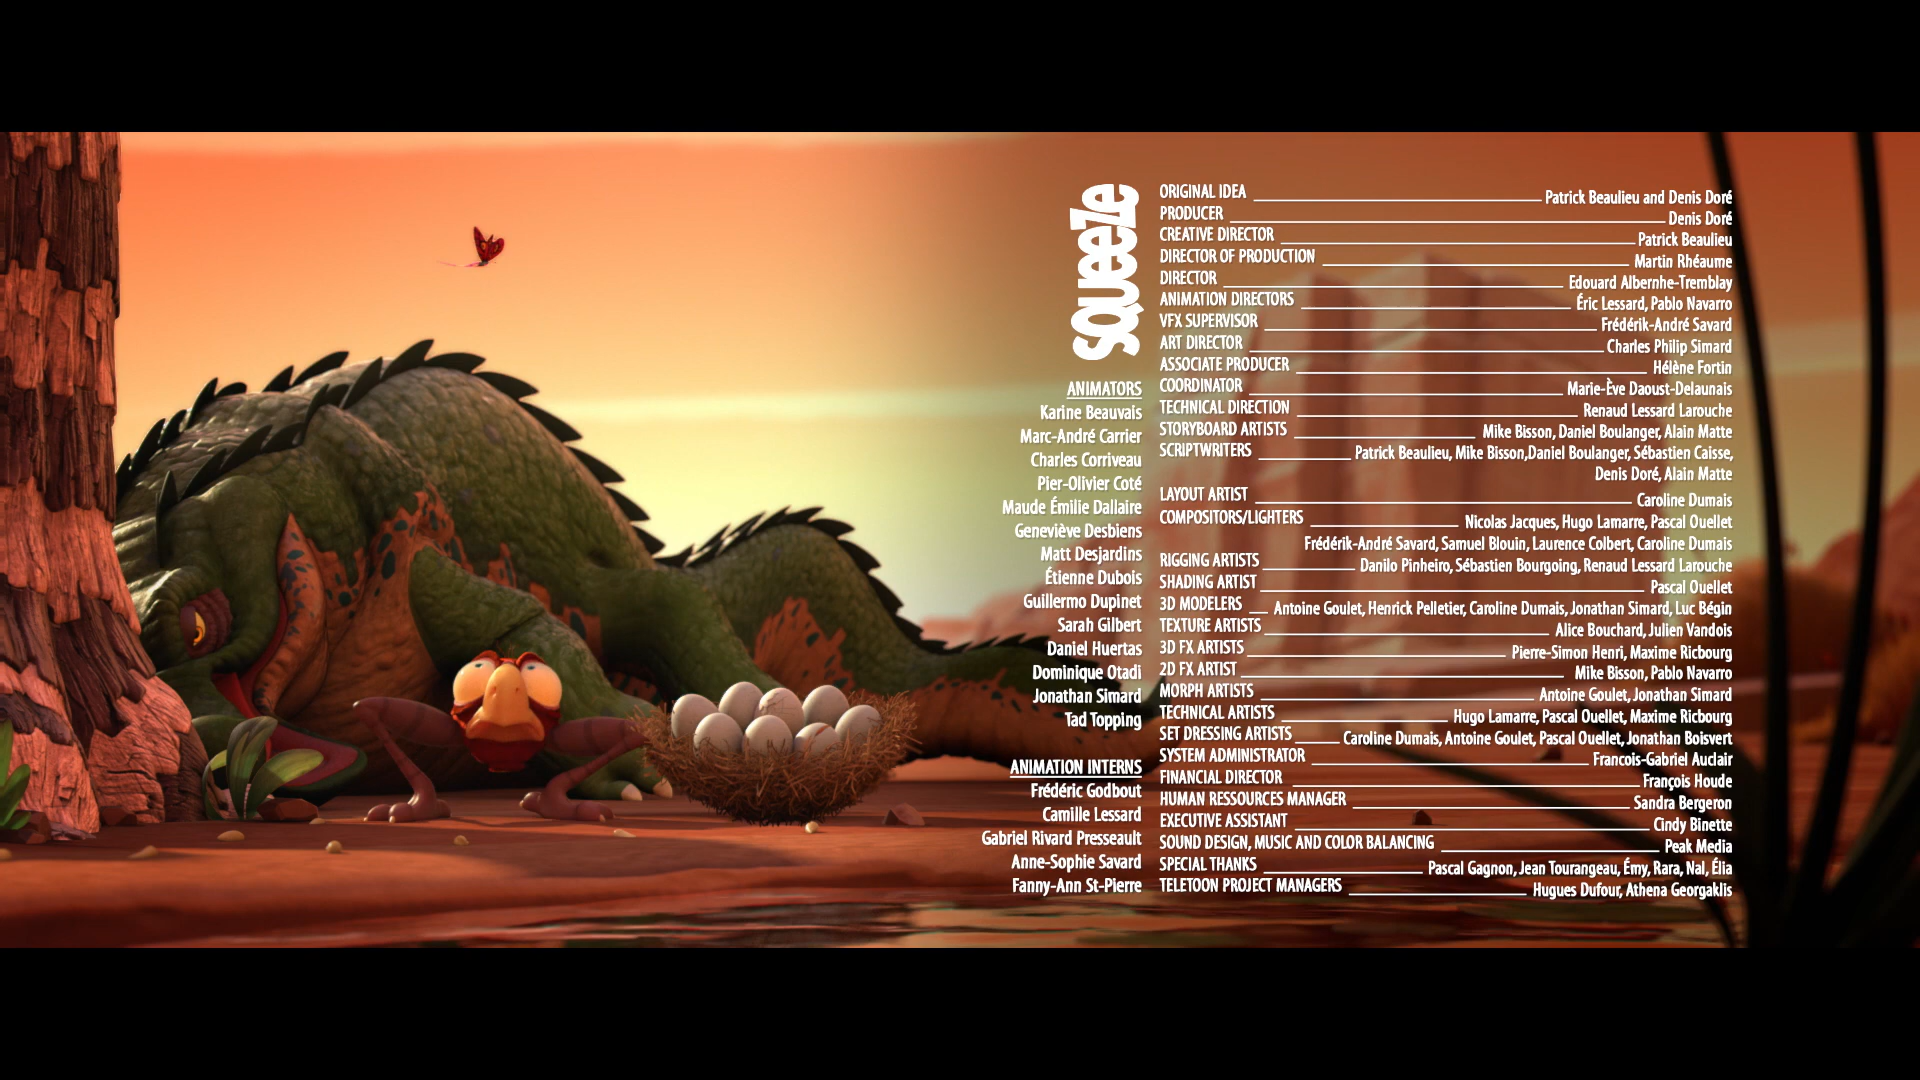 squeeze
ANIMATORS
Karine Beauvais
Marc-André Carrier
Charles Corriveau
Pier-Olivier Coté
Maude Émilie Dallaire
Geneviève Desbiens
Matt Desjardins
Étienne Dubois
Guillermo Dupinet
Sarah Gilbert
Daniel Huertas
Dominique Otadi
Jonathan Simard
Tad Topping
ANIMATION INTERNS
Frédéric Godbout
Camille Lessard
Gabriel Rivard Presseault
Anne-Sophie Savard
Fanny-Ann St-Pierre
ORIGINAL IDEA Patrick Beaulieu and Denis Doré
PRODUCER Denis Doré
CREATIVE DIRECTOR Patrick Beaulieu
DIRECTOR OF PRODUCTION Martin Rhéaume
DIRECTOR Edouard Albernhe-Tremblay
ANIMATION DIRECTORS Éric Lessard, Pablo Navarro
VFX SUPERVISOR Frédérik-André Savard
ART DIRECTOR Charles Philip Simard
ASSOCIATE PRODUCER Hélène Fortin
COORDINATOR Marie-Ève Daoust-Delaunais
TECHNICAL DIRECTION Renaud Lessard Larouche
STORYBOARD ARTISTS Mike Bisson, Daniel Boulanger, Alain Matte
SCRIPTWRITERS Patrick Beaulieu, Mike Bisson,Daniel Boulanger, Sébastien Caisse,
Denis Doré, Alain Matte
LAYOUT ARTIST Caroline Dumais
COMPOSITORS/LIGHTERS Nicolas Jacques, Hugo Lamarre, Pascal Ouellet
Frédérik-André Savard, Samuel Blouin, Laurence Colbert, Caroline Dumais
RIGGING ARTISTS Danilo Pinheiro, Sébastien Bourgoing, Renaud Lessard Larouche
SHADING ARTIST Pascal Ouellet
3D MODELERS Antoine Goulet, Henrick Pelletier, Caroline Dumais, Jonathan Simard, Luc Bégin
TEXTURE ARTISTS Alice Bouchard, Julien Vandois
3D FX ARTISTS Pierre-Simon Henri, Maxime Ricbourg
2D FX ARTIST Mike Bisson, Pablo Navarro
MORPH ARTISTS Antoine Goulet, Jonathan Simard
TECHNICAL ARTISTS Hugo Lamarre, Pascal Ouellet, Maxime Ricbourg
SET DRESSING ARTISTS Caroline Dumais, Antoine Goulet, Pascal Ouellet, Jonathan Boisvert
SYSTEM ADMINISTRATOR Francois-Gabriel Auclair
FINANCIAL DIRECTOR François Houde
HUMAN RESSOURCES MANAGER Sandra Bergeron
EXECUTIVE ASSISTANT Cindy Binette
SOUND DESIGN, MUSIC AND COLOR BALANCING Peak Media
SPECIAL THANKS Pascal Gagnon, Jean Tourangeau, Émy, Rara, Nal, Élia
TELETOON PROJECT MANAGERS Hugues Dufour, Athena Georgaklis